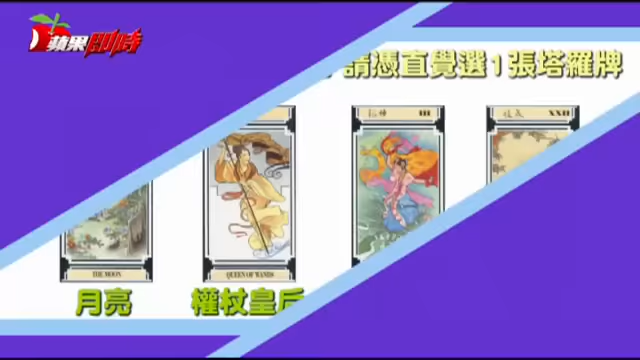 蘋果即時
請憑直覺選1張塔羅牌
III
THE MOON
QUEEN OF WANDS
月亮
權杖皇后